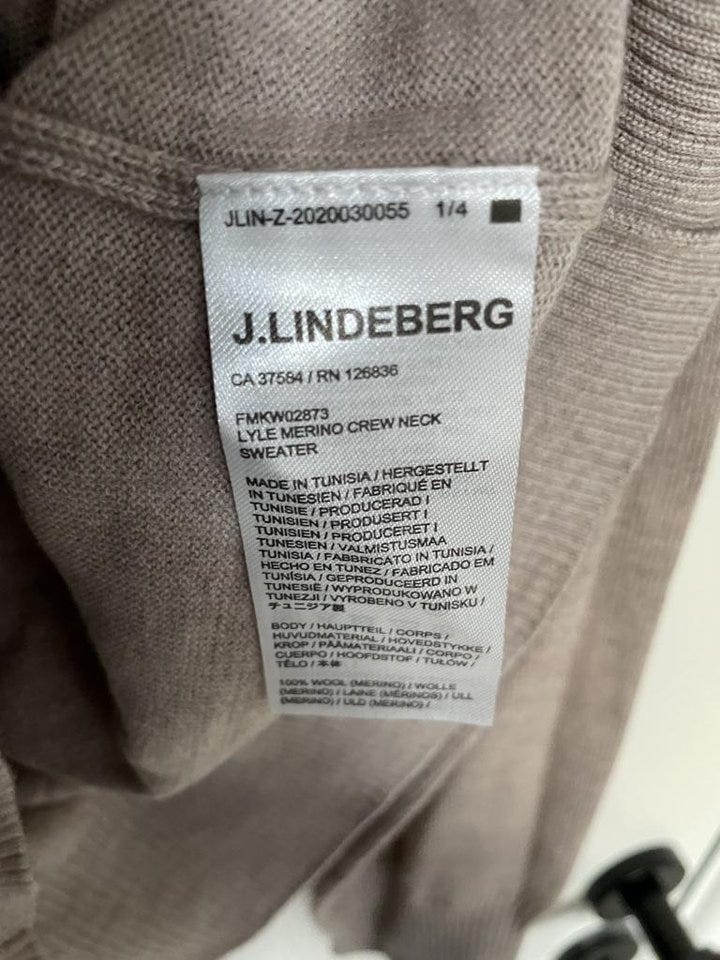 JLIN-Z-2020030055 1/4
J.LINDEBERG
CA 37584 / RN 126836
FMKW02873
LYLE MERINO CREW NECK
SWEATER
MADE IN TUNISIA / HERGESTELLT
IN TUNESIEN / FABRIQUÉ EN
TUNISIE / PRODUCERAD I
TUNISIEN / PRODUSERT I
TUNISIEN / PRODUCERET I
TUNESIEN / VALMISTUSMAA
TUNISIA / FABBRICATO IN TUNISIA /
HECHO EN TUNEZ / FABRICADO EM
TUNÍSIA / GEPRODUCEERD IN
TUNESIË / WYPRODUKOWANO W
TUNEZJI / VYROBENO V TUNISKU /
チュニジア製
BODY / HAUPTTEIL / CORPS /
HUVUDMATERIAL / HOVEDSTYKKE /
KROP / PÄÄMATERIAALI / CORPO /
CUERPO / HOOFDSTOF / TUŁÓW /
TĚLO / 本体
100% WOOL (MERINO) / WOLLE
(MERINO) / LAINE (MÉRINOS) / ULL
(MERINO) / ULD (MERINO) /